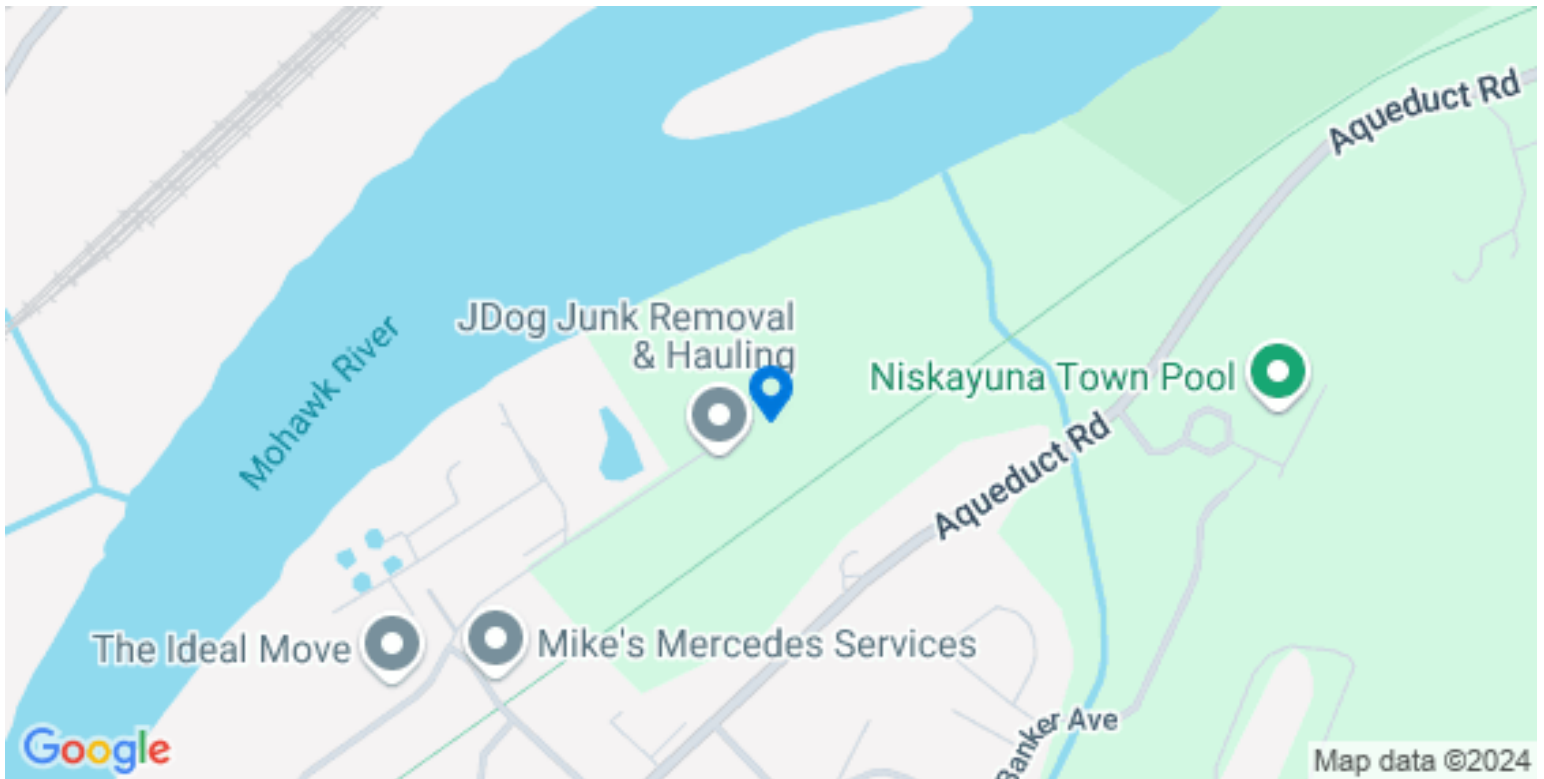 Aqueduct Rd
Mohawk River
JDog Junk Removal
& Hauling
Niskayuna Town Pool
Aqueduct Rd
The Ideal Move
Mike's Mercedes Services
Banker Ave
Google
Map data ©2024